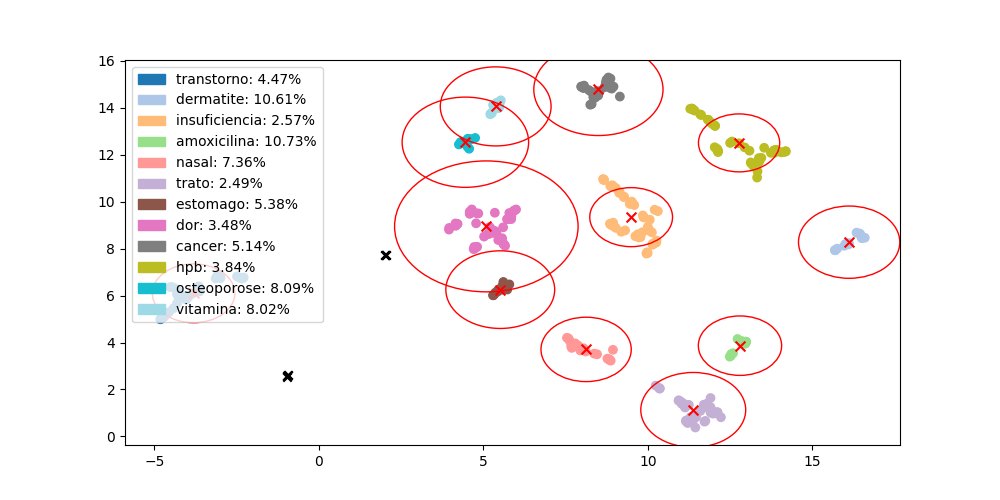 16
14
12
10
8
6
4
2
0
transtorno: 4.47%
dermatite: 10.61%
insuficiencia: 2.57%
amoxicilina: 10.73%
nasal: 7.36%
trato: 2.49%
estomago: 5.38%
dor: 3.48%
cancer: 5.14%
hpb: 3.84%
osteoporose: 8.09%
vitamina: 8.02%
−5 0 5 10 15